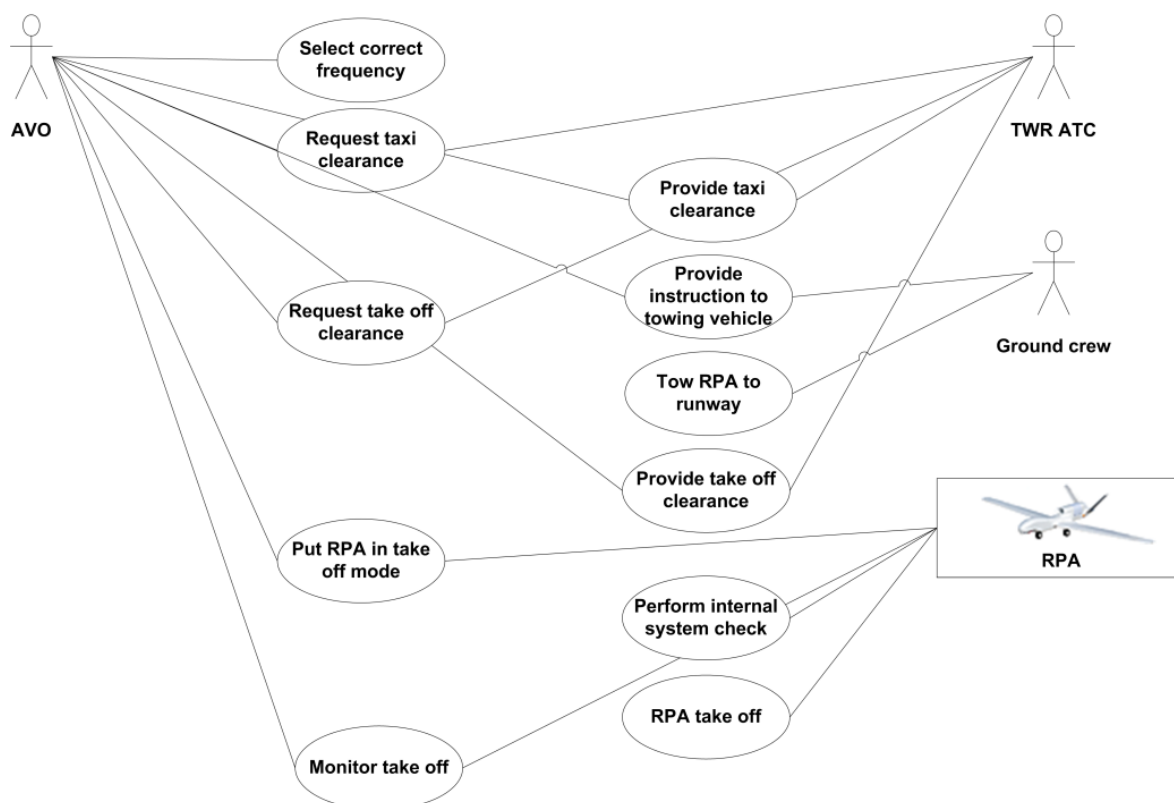 Select correct
frequency
AVO
TWR ATC
Request taxi
clearance
Provide taxi
clearance
Provide
instruction to
towing vehicle
Request take off
clearance
Ground crew
Tow RPA to
runway
Provide take off
clearance
Put RPA in take
off mode
RPA
Perform internal
system check
RPA take off
Monitor take off